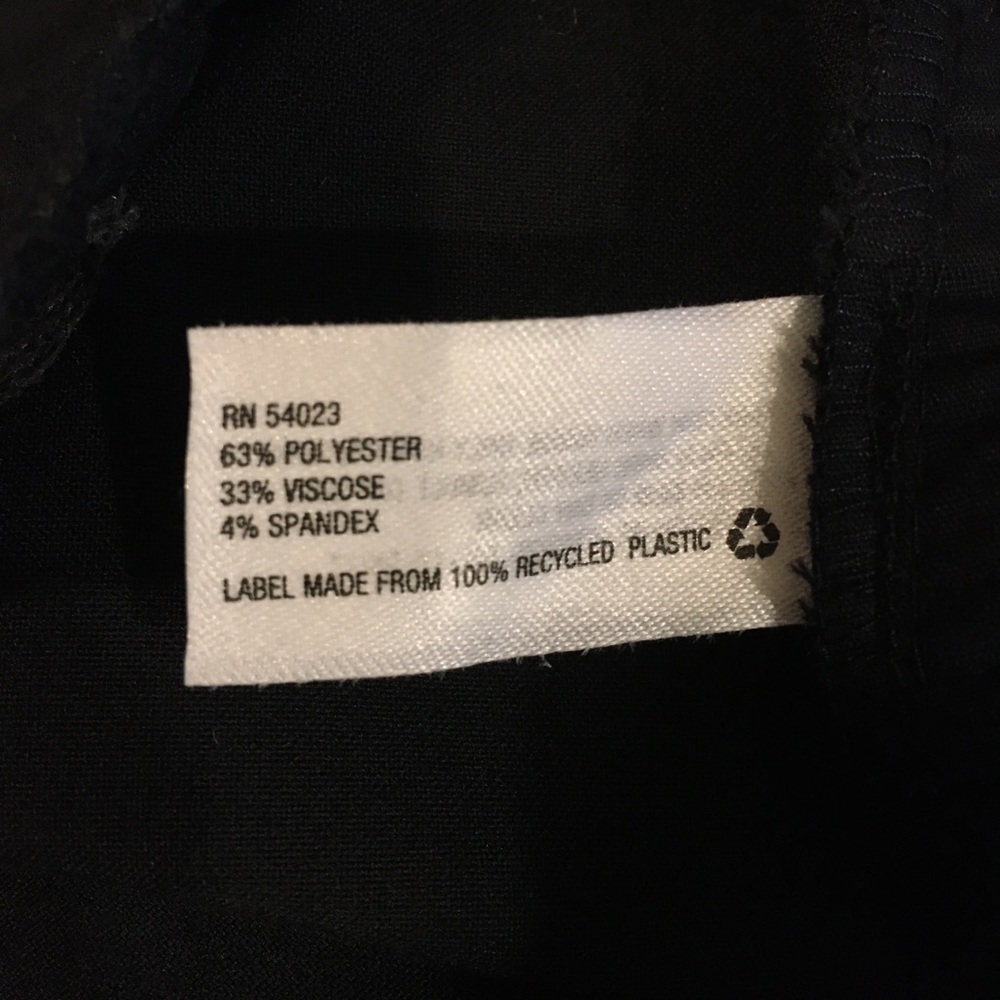 RN 54023
63% POLYESTER
33% VISCOSE
4% SPANDEX
LABEL MADE FROM 100% RECYCLED PLASTIC